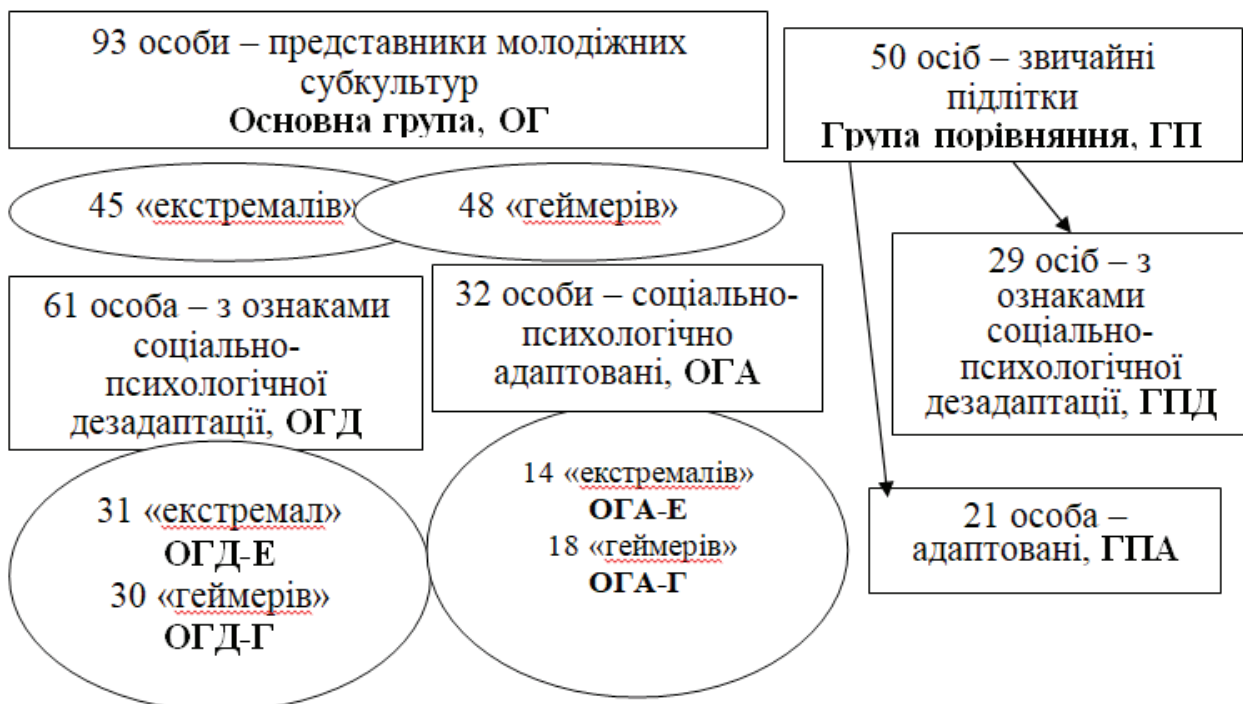 93 особи – представники молодіжних
субкультур
Основна група, ОГ
50 осіб – звичайні
підлітки
Група порівняння, ГП
45 «екстремалів»
48 «геймерів»
61 особа – з ознаками
соціально-
психологічної
дезадаптації, ОГД
32 особи – соціально-
психологічно
адаптовані, ОГА
29 осіб – з
ознаками
соціально-
психологічної
дезадаптації, ГПД
31 «екстремал»
ОГД-Е
30 «геймерів»
ОГД-Г
14 «екстремалів»
ОГА-Е
18 «геймерів»
ОГА-Г
21 особа –
адаптовані, ГПА